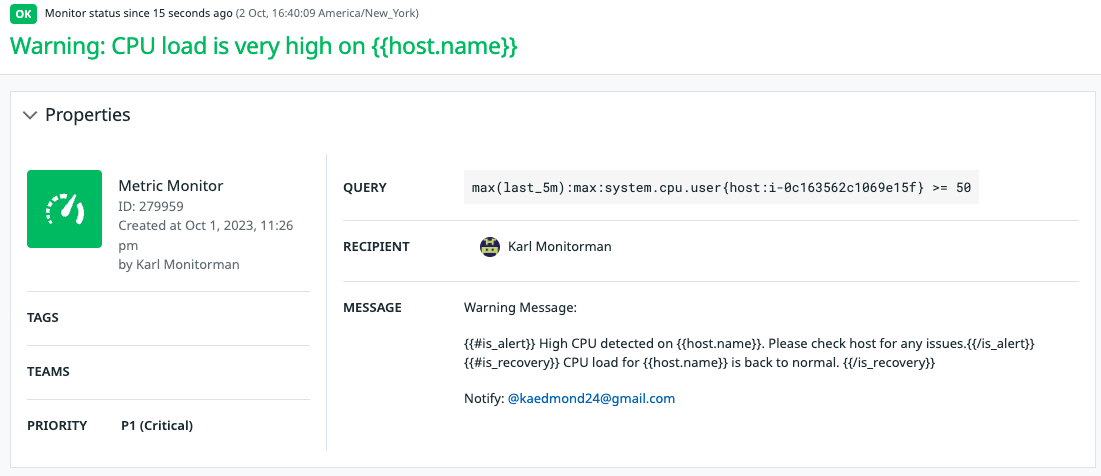 OK Monitor status since 15 seconds ago (2 Oct, 16:40:09 America/New_York)
Warning: CPU load is very high on {{host.name}}
Properties
Metric Monitor
ID: 279959
Created at Oct 1, 2023, 11:26
pm
by Karl Monitorman
TAGS
TEAMS
PRIORITY P1 (Critical)
QUERY max(last_5m):max:system.cpu.user{host:i-0c163562c1069e15f} >= 50
RECIPIENT Karl Monitorman
MESSAGE Warning Message:
{{#is_alert}} High CPU detected on {{host.name}}. Please check host for any issues.{{/is_alert}}
{{#is_recovery}} CPU load for {{host.name}} is back to normal. {{/is_recovery}}
Notify: @kaedmond24@gmail.com